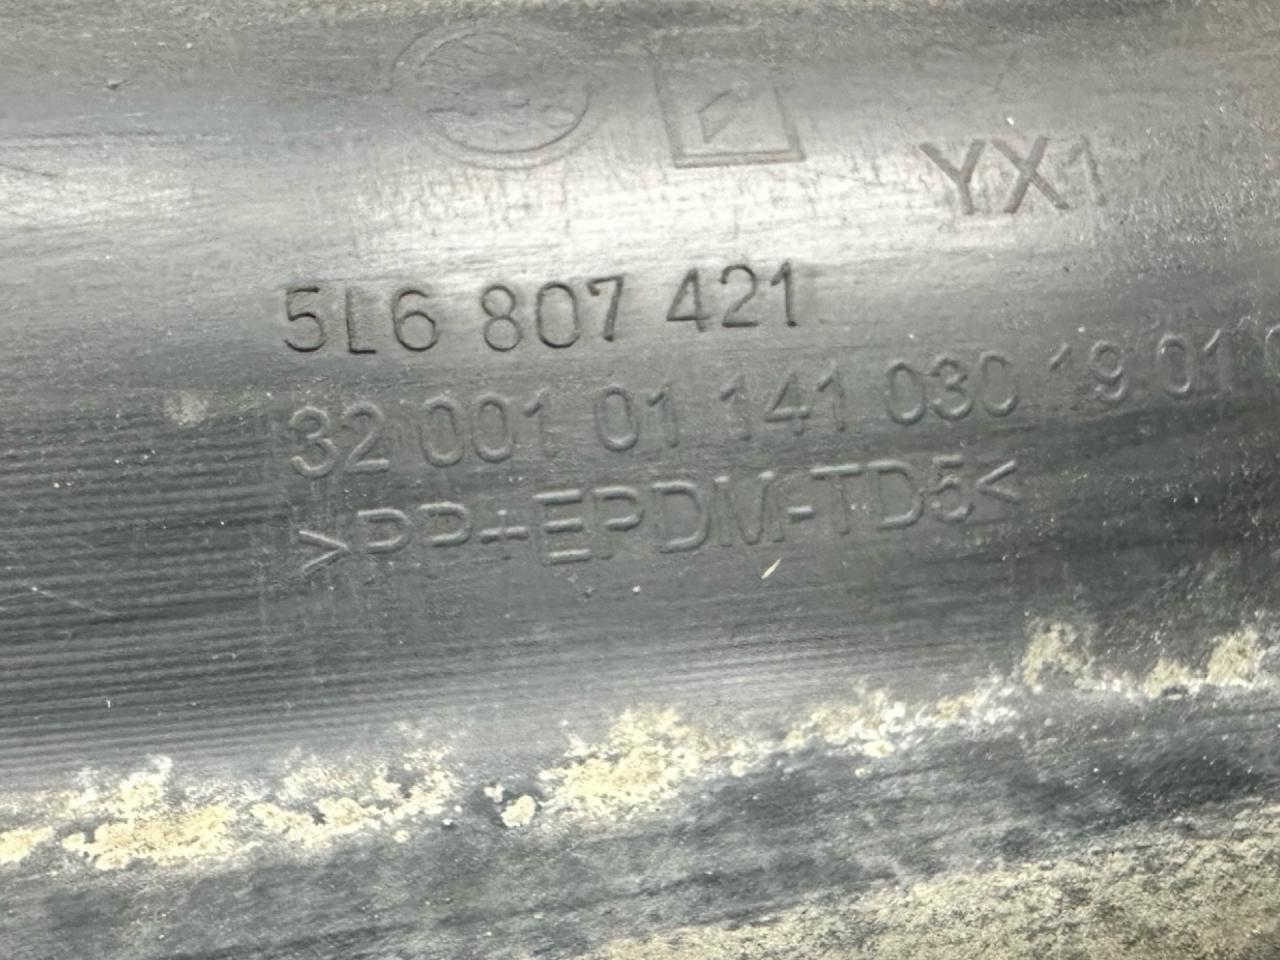 YX1
5L6 807 421
32 001 01 141 030 19 01
>PP+EPDM-TD5<